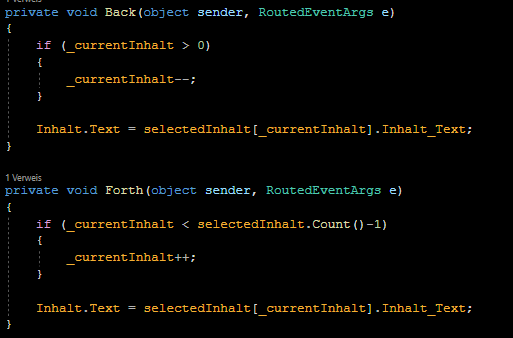 1 Verweis
private void Back(object sender, RoutedEventArgs e)
{
if (_currentInhalt > 0)
{
_currentInhalt--;
}
Inhalt.Text = selectedInhalt[_currentInhalt].Inhalt_Text;
}
1 Verweis
private void Forth(object sender, RoutedEventArgs e)
{
if (_currentInhalt < selectedInhalt.Count()-1)
{
_currentInhalt++;
}
Inhalt.Text = selectedInhalt[_currentInhalt].Inhalt_Text;
}